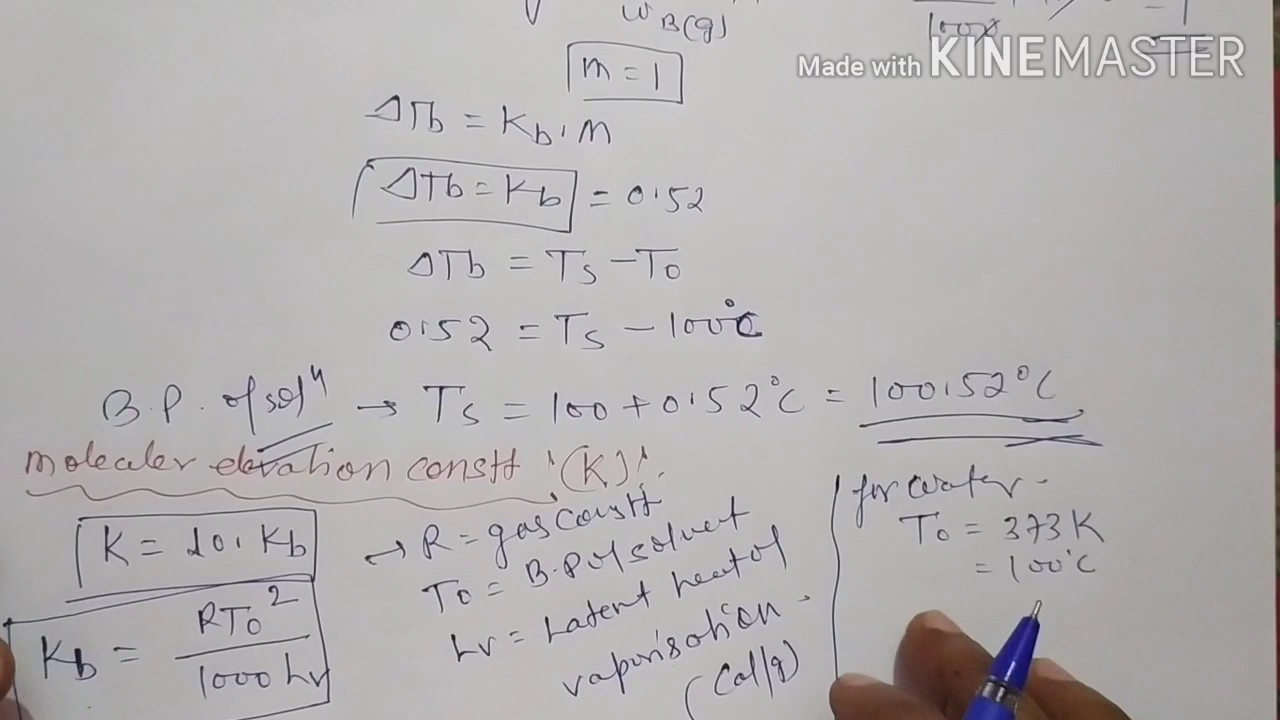 Made with KINEMASTER
W B(g)
1000
m = 1
ΔTb = Kb.m
ΔTb = Kb = 0.52
ΔTb = Ts - To
0.52 = Ts - 100°C
B.P. of solⁿ → Ts = 100 + 0.52°C = 100.52°C
molecaler elevation constt '(K)'.
K = 10. Kb
Kb = RTo² / 1000 Lv
→ R = gas constt
To = B.P of solvent
Lv = Latent heat of
vaporisation.
(Cal/g)
for water -
To = 373 K
= 100°C